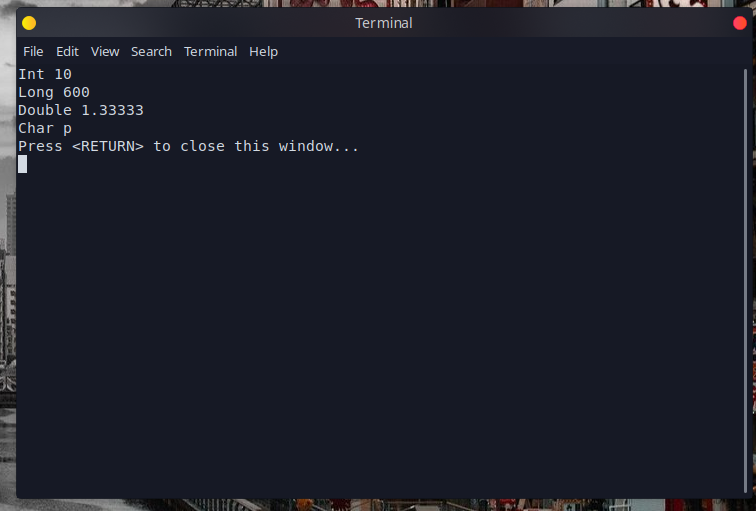 Terminal
File Edit View Search Terminal Help
Int 10
Long 600
Double 1.33333
Char p
Press <RETURN> to close this window...